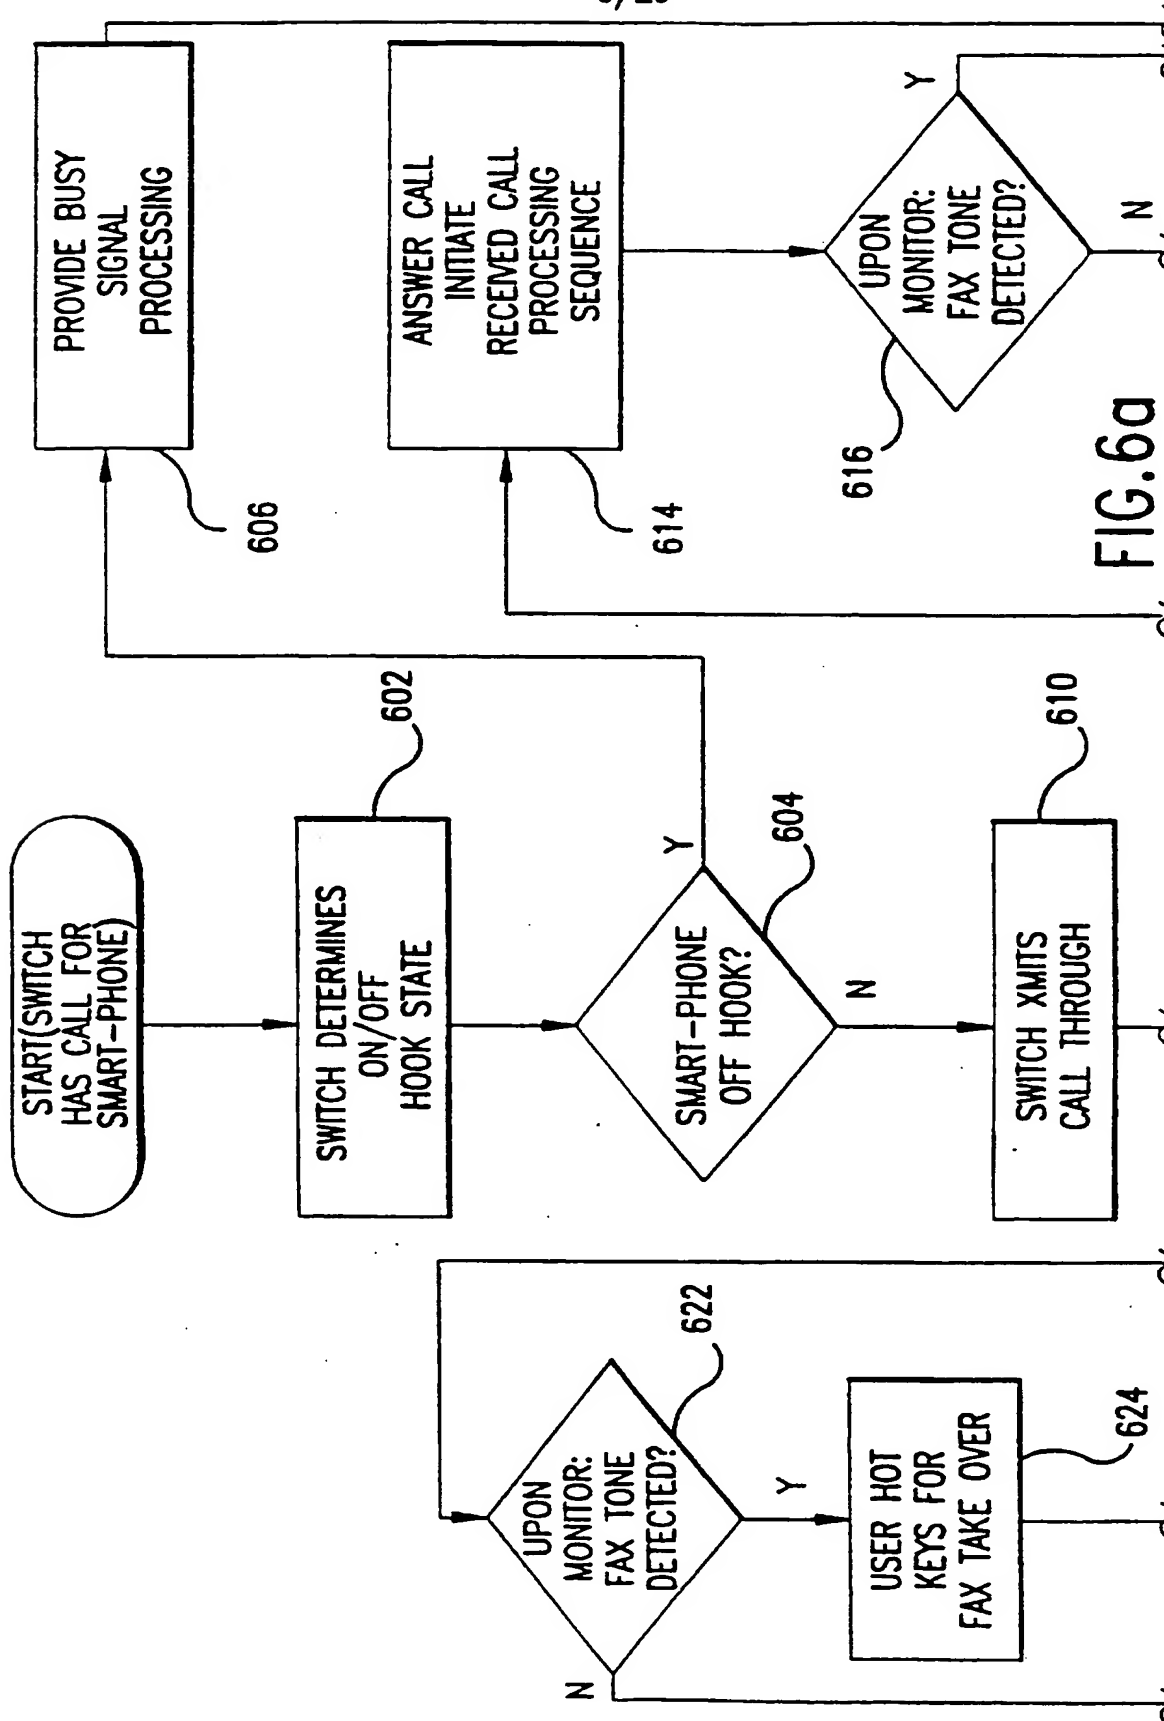 START(SWITCH
HAS CALL FOR
SMART-PHONE)
SWITCH DETERMINES
ON/OFF
HOOK STATE
602
SMART-PHONE
OFF HOOK?
604
Y
N
PROVIDE BUSY
SIGNAL
PROCESSING
606
SWITCH XMITS
CALL THROUGH
610
ANSWER CALL
INITIATE
RECEIVED CALL
PROCESSING
SEQUENCE
614
UPON
MONITOR:
FAX TONE
DETECTED?
616
Y
N
UPON
MONITOR:
FAX TONE
DETECTED?
622
Y
N
USER HOT
KEYS FOR
FAX TAKE OVER
624
FIG.6a